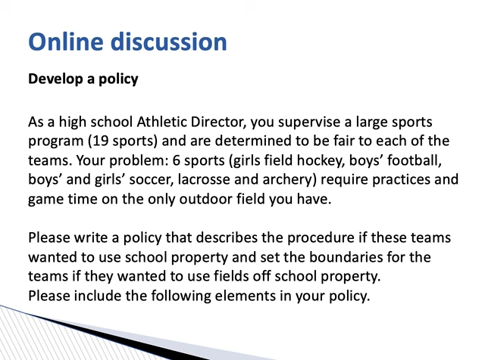 Online discussion
Develop a policy
As a high school Athletic Director, you supervise a large sports
program (19 sports) and are determined to be fair to each of the
teams. Your problem: 6 sports (girls field hockey, boys’ football,
boys’ and girls’ soccer, lacrosse and archery) require practices and
game time on the only outdoor field you have.
Please write a policy that describes the procedure if these teams
wanted to use school property and set the boundaries for the
teams if they wanted to use fields off school property.
Please include the following elements in your policy.